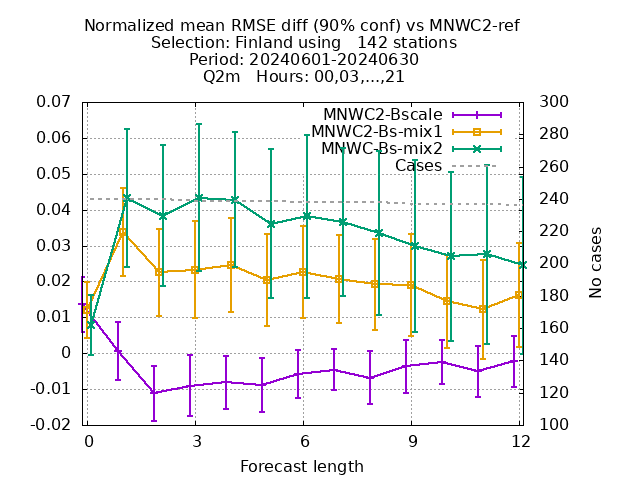 Normalized mean RMSE diff (90% conf) vs MNWC2-ref
Selection: Finland using   142 stations
Period: 20240601-20240630
Q2m   Hours: 00,03,...,21
MNWC2-Bscale
MNWC2-Bs-mix1
MNWC-Bs-mix2
Cases
0.07
0.06
0.05
0.04
0.03
0.02
0.01
0
-0.01
-0.02
300
280
260
240
220
200
180
160
140
120
100
No cases
0 3 6 9 12
Forecast length